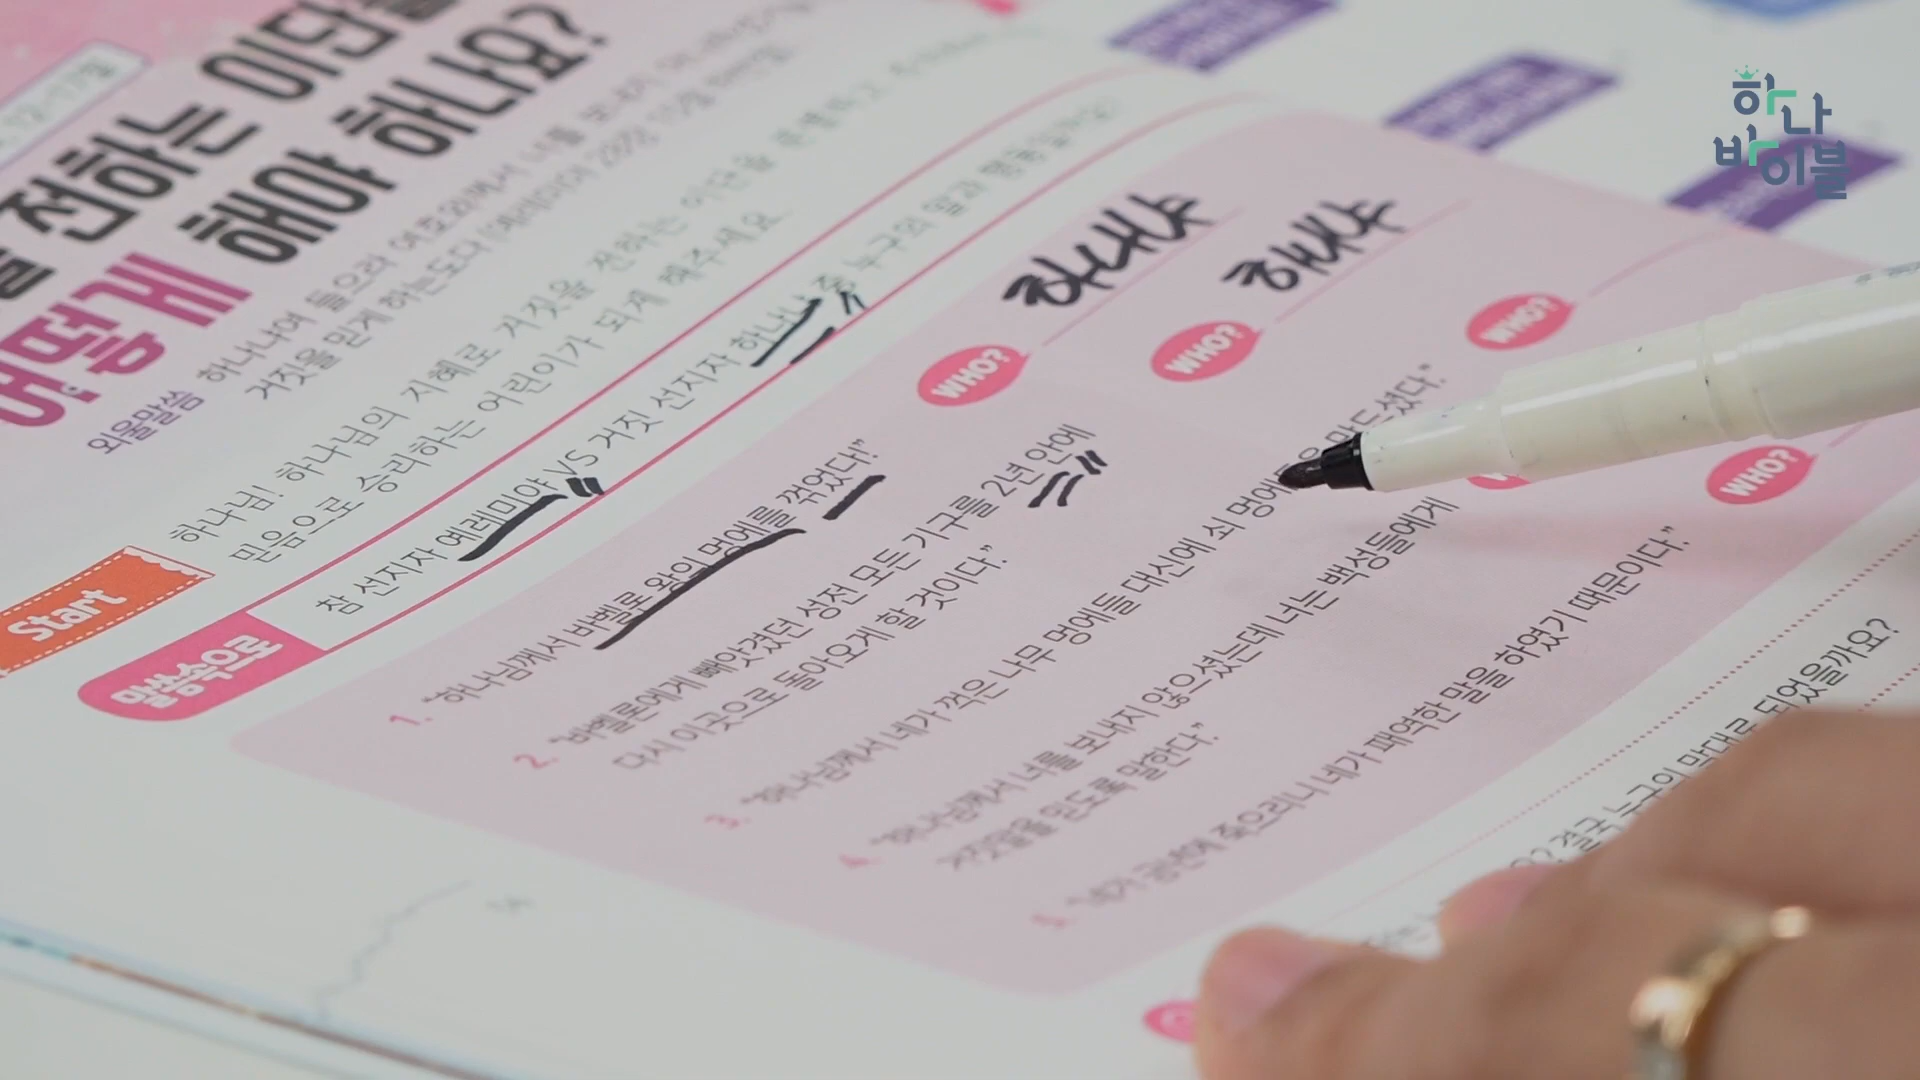 하나
바이블
전하는 이단을
어떻게 해야 하나요?
외울말씀 하나냐여 들으라 여호와께서 너를 보내지
거짓을 믿게 하는도다 (예레미야 28장 15절 하반절)
Start
하나님! 하나님의 지혜로 거짓을 전하는 이단을 분별하고,
믿음으로 승리하는 어린이가 되게 해주세요.
말씀속으로
참 선지자 예레미야 VS 거짓 선지자 하나냐 중 누구의 말과 행동일까요?
1. “하나님께서 바벨론 왕의 멍에를 꺾었다!”
WHO? 하나냐
2. “바벨론에게 빼앗겼던 성전 모든 기구를 2년 안에
다시 이곳으로 돌아오게 할 것이다.”
WHO? 하나냐
3. “하나님께서 네가 꺽은 나무 멍에들 대신에 쇠 멍에들을 만드셨다.”
WHO?
4. “하나님께서 너를 보내지 않으셨는데 너는 백성들에게
거짓말을 믿도록 말한다.”
5. “네가 금년에 죽으리니 네가 패역한 말을 하였기 때문이다.”
WHO?
결국 누구의 말대로 되었을까요?